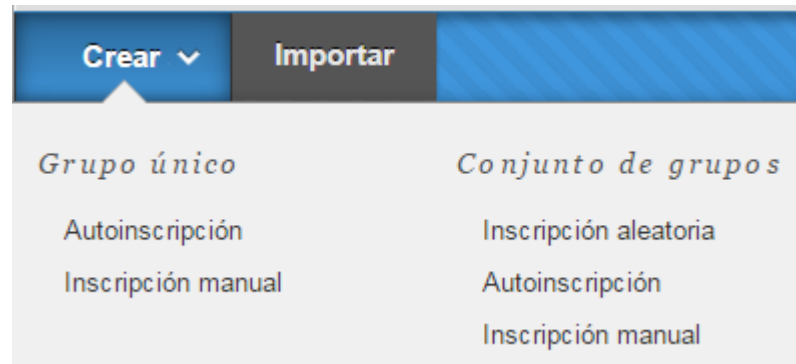 Crear
Importar
Grupo único
Autoinscripción
Inscripción manual
Conjunto de grupos
Inscripción aleatoria
Autoinscripción
Inscripción manual